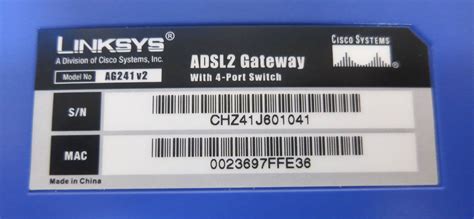 LINKSYS®
A Division of Cisco Systems, Inc.
Model No AG241v2
ADSL2 Gateway
With 4-Port Switch
CISCO SYSTEMS
S/N
CHZ41J601041
MAC
0023697FFE36
Made in China